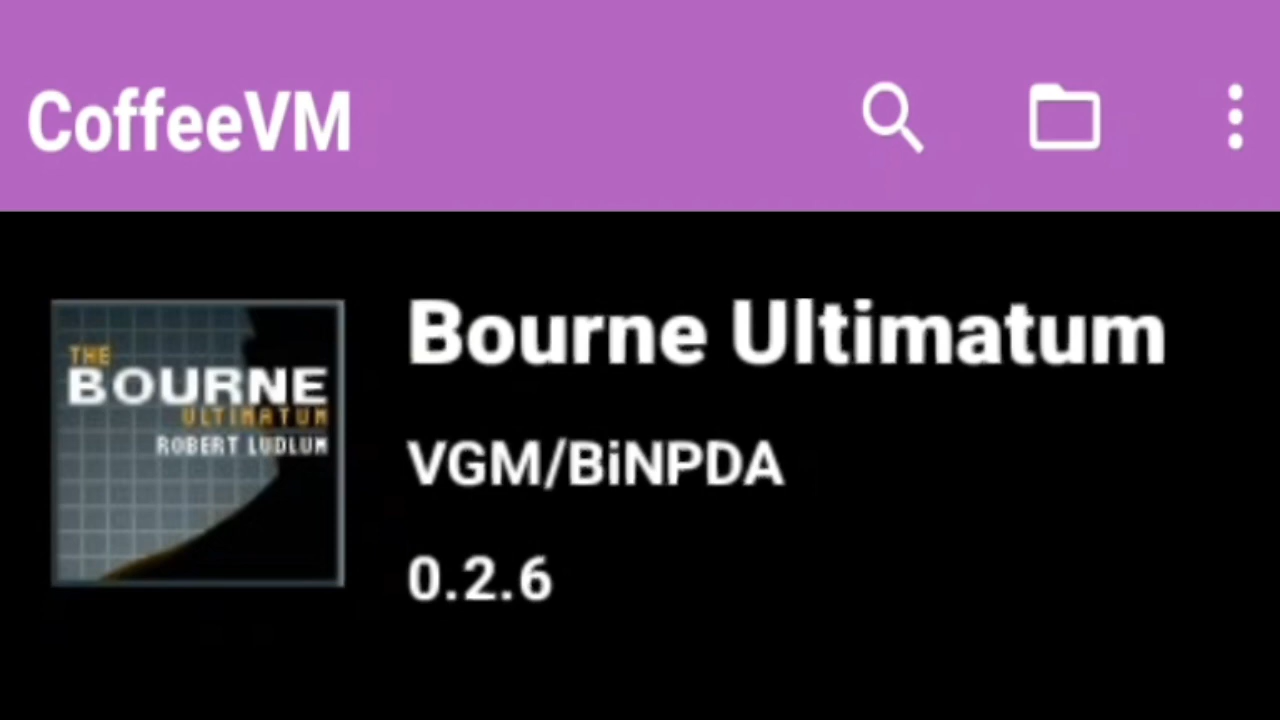 CoffeeVM
THE
BOURNE
ULTIMATUM
ROBERT LUDLUM
Bourne Ultimatum
VGM/BiNPDA
0.2.6